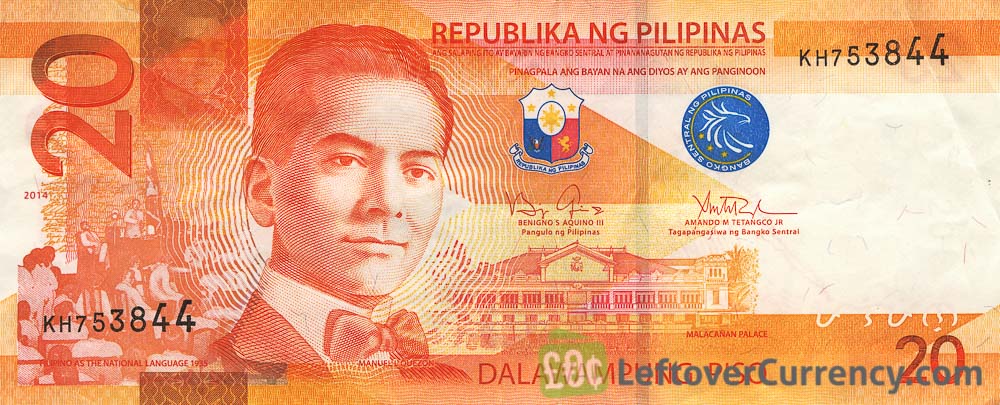 20
REPUBLIKA NG PILIPINAS
ANG SALAPING ITO AY BAYARIN NG BANGKO SENTRAL AT PINANANAGUTAN NG REPUBLIKA NG PILIPINAS
PINAGPALA ANG BAYAN NA ANG DIYOS AY ANG PANGINOON
KH753844
REPUBLIKA NG PILIPINAS
BANGKO SENTRAL NG PILIPINAS
2014
BENIGNO S AQUINO III
Pangulo ng Pilipinas
AMANDO M TETANGCO JR
Tagapangasiwa ng Bangko Sentral
KH753844
MALACAÑAN PALACE
FILIPINO AS THE NATIONAL LANGUAGE 1935
MANUEL L QUEZON
DALAWAMPUNG PISO
20
LeftoverCurrency.com